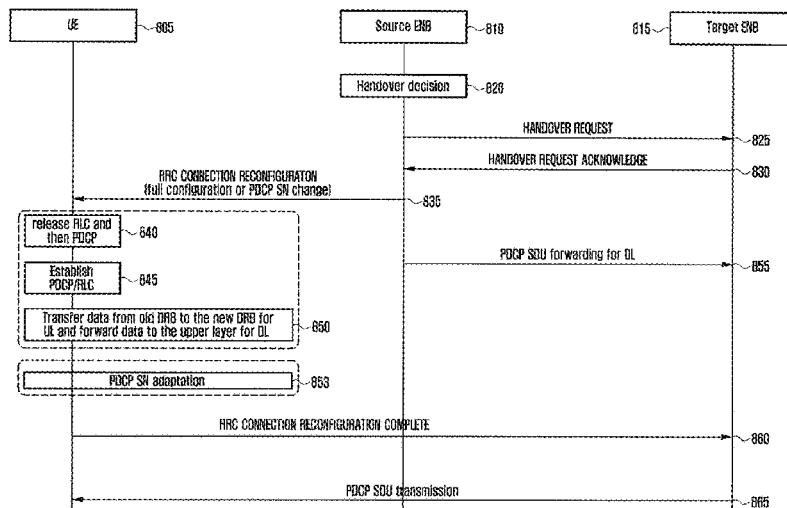 UE
805
Source ENB
810
815
Target ENB
Handover decision
820
HANDOVER REQUEST
825
HANDOVER REQUEST ACKNOWLEDGE
830
RRC CONNECTION RECONFIGURATON
(full configuration or PDCP SN change)
835
release RLC and
then PDCP
840
Establish
PDCP/RLC
845
PDCP SDU forwarding for DL
855
Transfer data from old DRB to the new DRB for
UL and forward data to the upper layer for DL
850
PDCP SN adaptation
853
RRC CONNECTION RECONFIGURATION COMPLETE
860
PDCP SDU transmission
865